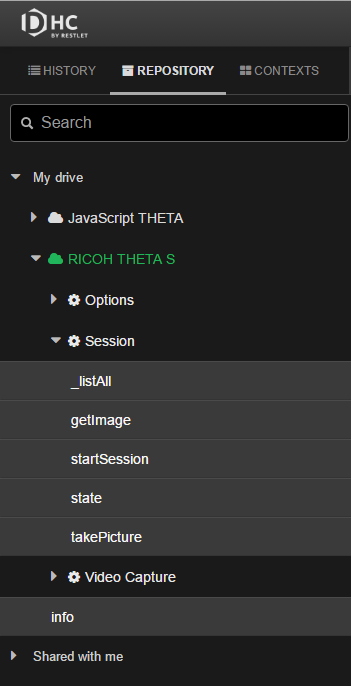 DHC
BY RESTLET
HISTORY
REPOSITORY
CONTEXTS
Search
My drive
JavaScript THETA
RICOH THETA S
Options
Session
_listAll
getImage
startSession
state
takePicture
Video Capture
info
Shared with me